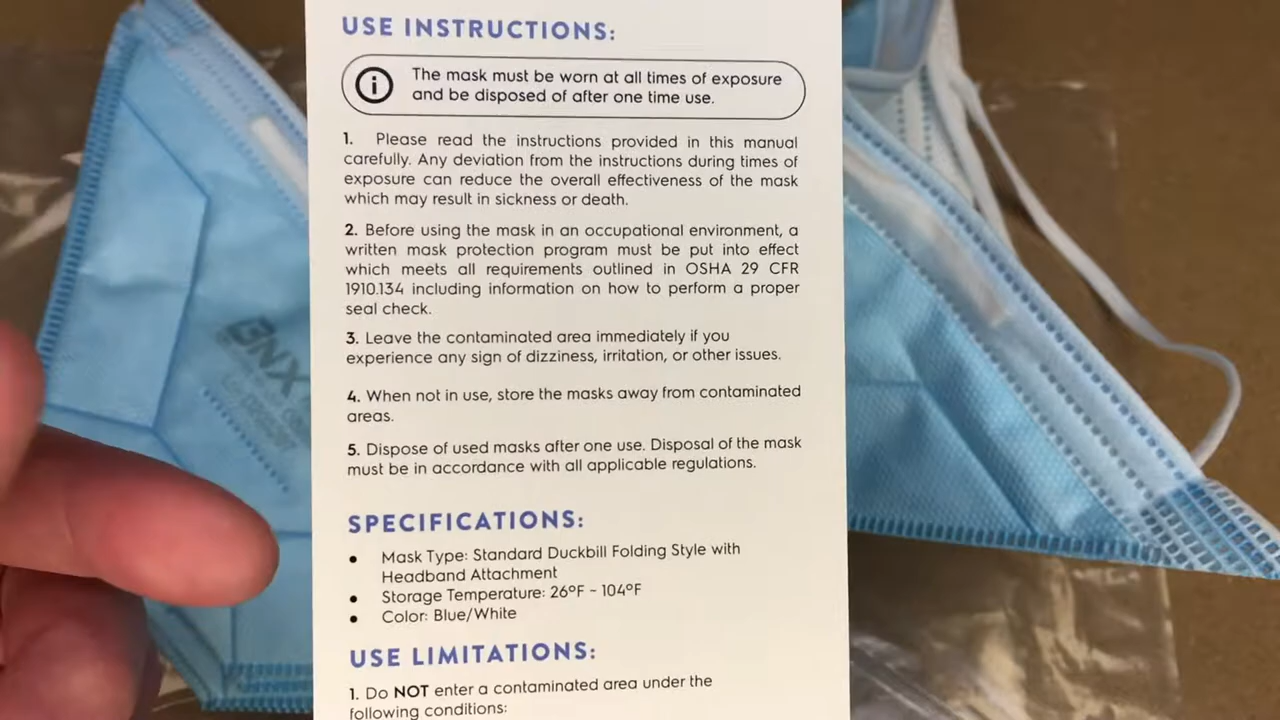 USE INSTRUCTIONS:
The mask must be worn at all times of exposure
and be disposed of after one time use.
1. Please read the instructions provided in this manual
carefully. Any deviation from the instructions during times of
exposure can reduce the overall effectiveness of the mask
which may result in sickness or death.
2. Before using the mask in an occupational environment, a
written mask protection program must be put into effect
which meets all requirements outlined in OSHA 29 CFR
1910.134 including information on how to perform a proper
seal check.
3. Leave the contaminated area immediately if you
experience any sign of dizziness, irritation, or other issues.
4. When not in use, store the masks away from contaminated
areas.
5. Dispose of used masks after one use. Disposal of the mask
must be in accordance with all applicable regulations.
SPECIFICATIONS:
• Mask Type: Standard Duckbill Folding Style with
Headband Attachment
• Storage Temperature: 26ºF ~ 104ºF
• Color: Blue/White
USE LIMITATIONS:
1. Do NOT enter a contaminated area under the
following conditions:
BNX